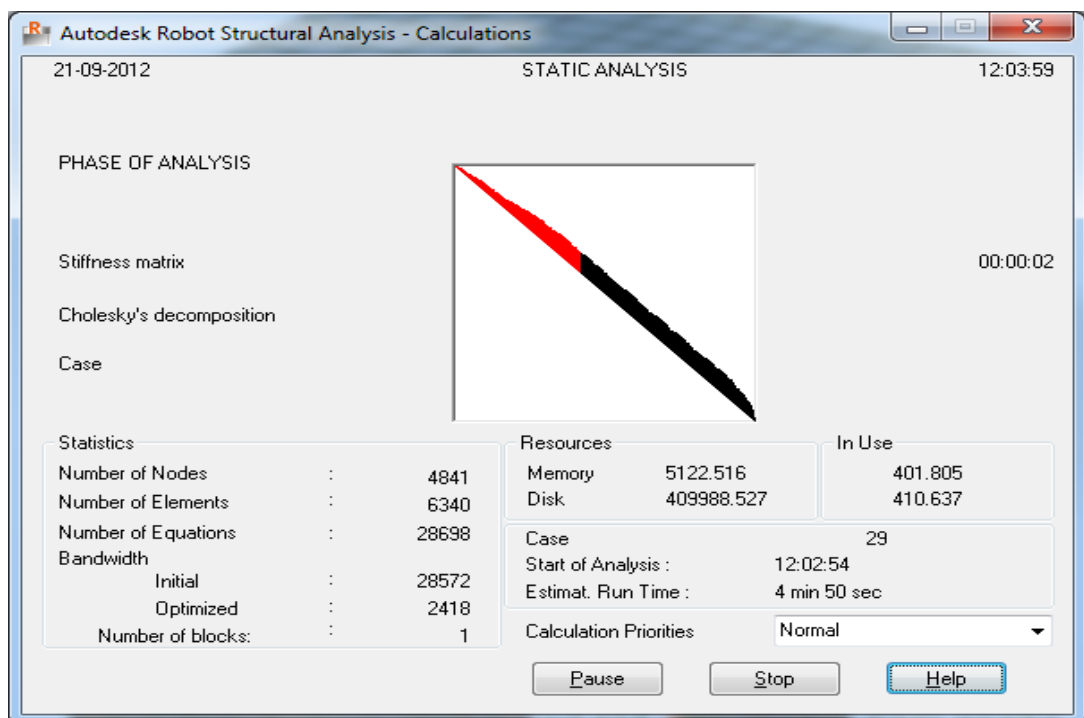 Autodesk Robot Structural Analysis - Calculations
21-09-2012 STATIC ANALYSIS 12:03:59
PHASE OF ANALYSIS
Stiffness matrix 00:00:02
Cholesky's decomposition
Case
Statistics
Number of Nodes : 4841
Number of Elements : 6340
Number of Equations : 28698
Bandwidth
Initial : 28572
Optimized : 2418
Number of blocks: : 1
Resources In Use
Memory 5122.516 401.805
Disk 409988.527 410.637
Case 29
Start of Analysis : 12:02:54
Estimat. Run Time : 4 min 50 sec
Calculation Priorities Normal
Pause Stop Help